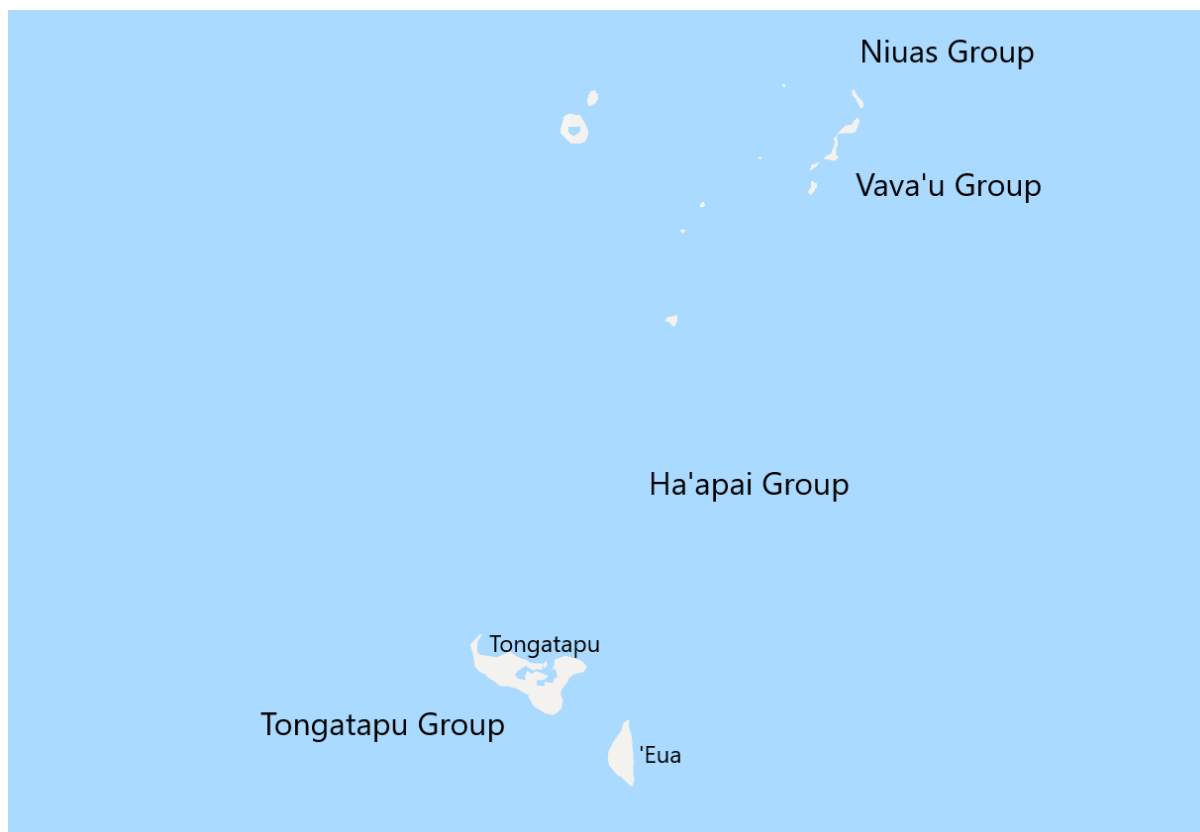 Niuas Group
Vava'u Group
Ha'apai Group
Tongatapu
Tongatapu Group
'Eua